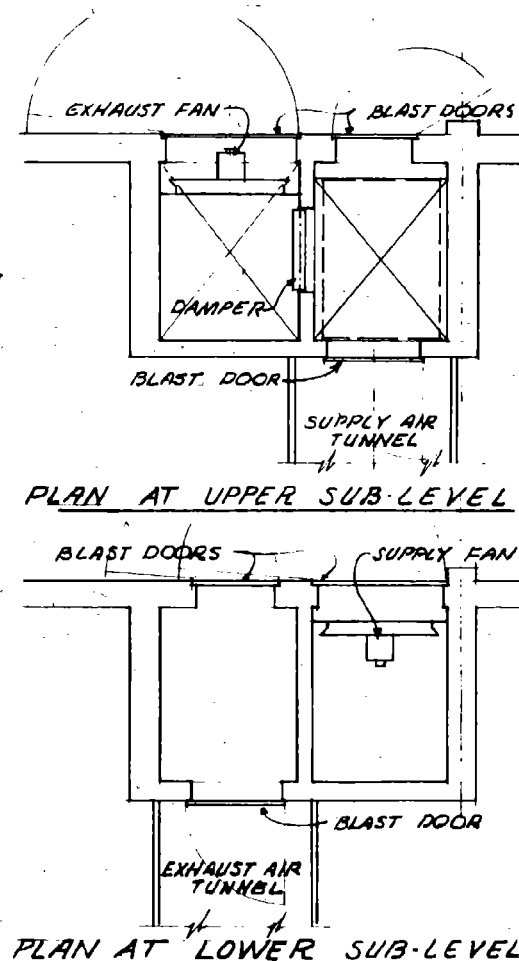 EXHAUST FAN
BLAST DOORS
DAMPER
BLAST DOOR
SUPPLY AIR
TUNNEL
PLAN AT UPPER SUB-LEVEL
BLAST DOORS
SUPPLY FAN
BLAST DOOR
EXHAUST AIR
TUNNEL
PLAN AT LOWER SUB-LEVEL